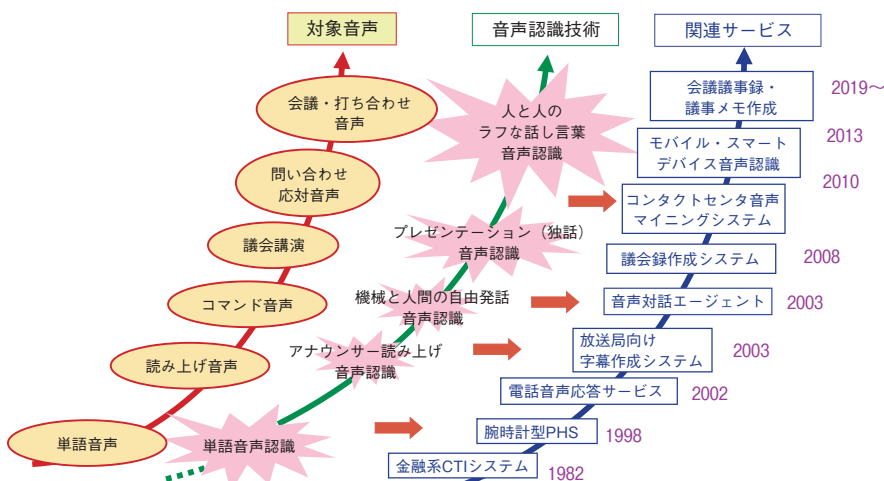 対象音声
音声認識技術
関連サービス
会議・打ち合わせ
音声
問い合わせ
応対音声
議会講演
コマンド音声
読み上げ音声
単語音声
人と人の
ラフな話し言葉
音声認識
プレゼンテーション（独話）
音声認識
機械と人間の自由発話
音声認識
アナウンサー読み上げ
音声認識
単語音声認識
会議議事録・
議事メモ作成
2019～
モバイル・スマート
デバイス音声認識
2013
コンタクトセンタ音声
マイニングシステム
2010
議会録作成システム
2008
音声対話エージェント
2003
放送局向け
字幕作成システム
2003
電話音声応答サービス
2002
腕時計型PHS
1998
金融系CTIシステム
1982